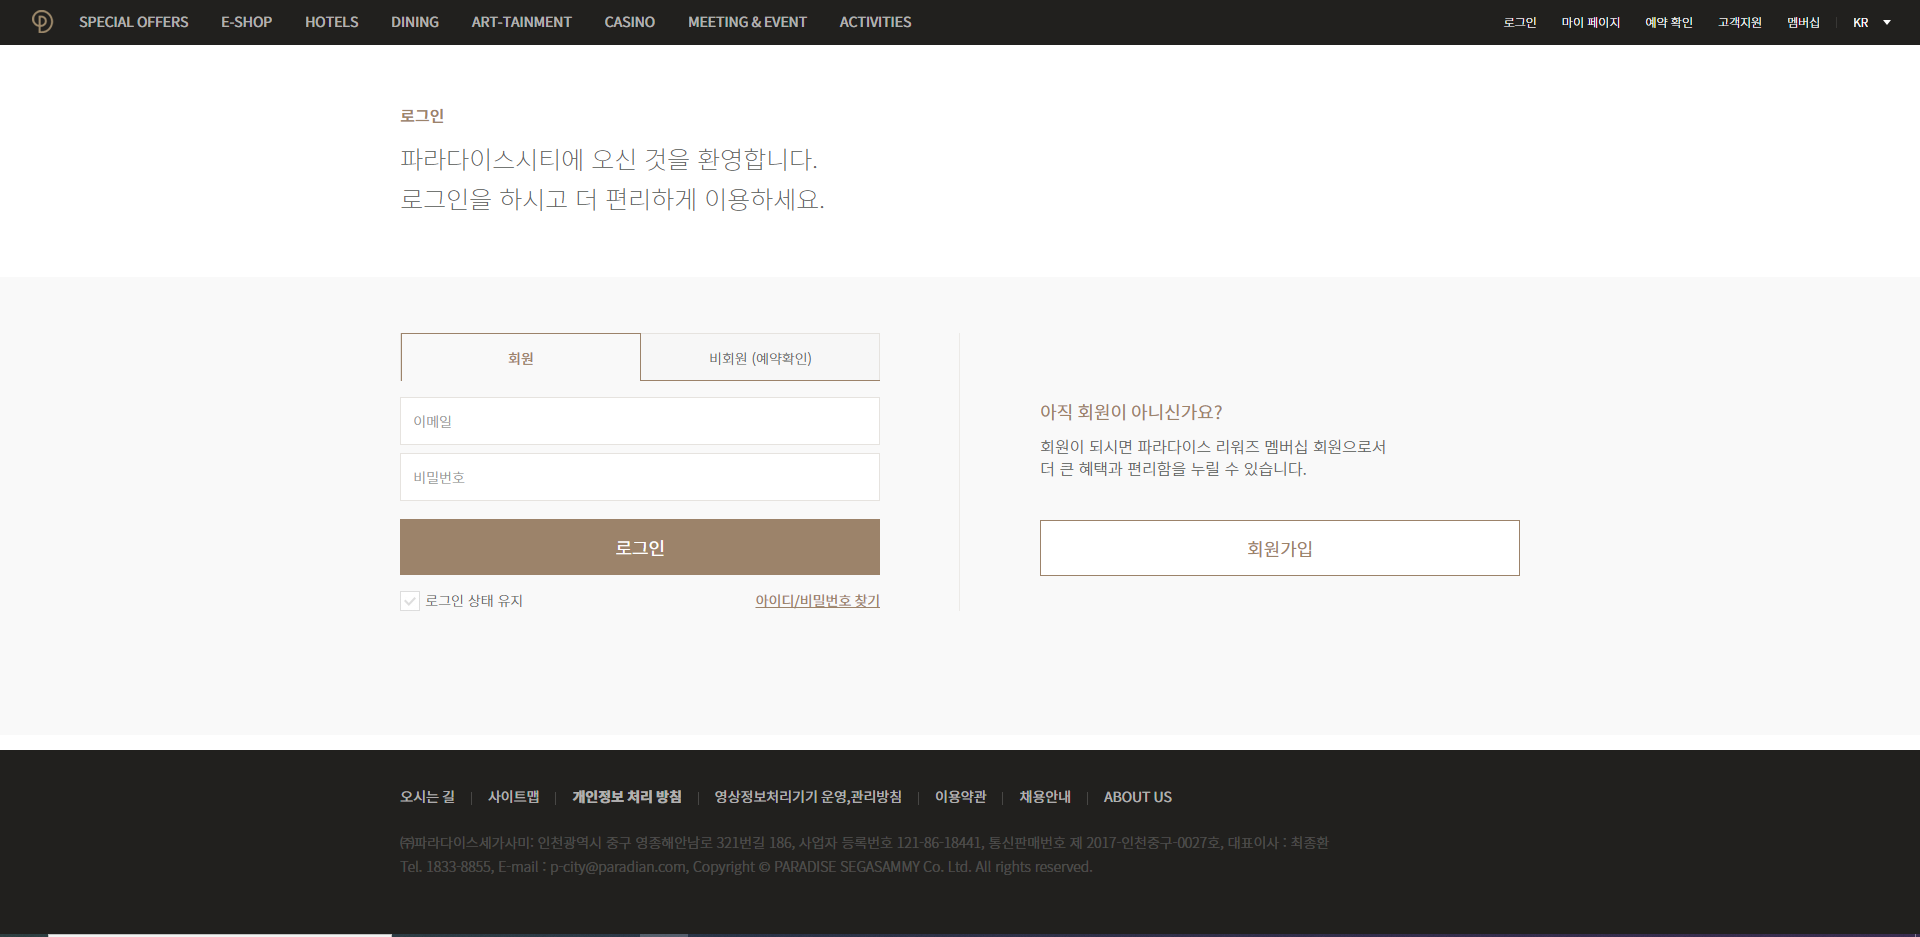 SPECIAL OFFERS E-SHOP HOTELS DINING ART-TAINMENT CASINO MEETING & EVENT ACTIVITIES 로그인 마이 페이지 예약 확인 고객지원 멤버십 KR
로그인
파라다이스시티에 오신 것을 환영합니다.
로그인을 하시고 더 편리하게 이용하세요.
회원 비회원 (예약확인)
이메일
비밀번호
로그인
로그인 상태 유지 아이디/비밀번호 찾기
아직 회원이 아니신가요?
회원이 되시면 파라다이스 리워즈 멤버십 회원으로서
더 큰 혜택과 편리함을 누릴 수 있습니다.
회원가입
오시는 길 사이트맵 개인정보 처리 방침 영상정보처리기기 운영,관리방침 이용약관 채용안내 ABOUT US
㈜파라다이스세가사미: 인천광역시 중구 영종해안남로 321번길 186, 사업자 등록번호 121-86-18441, 통신판매번호 제 2017-인천중구-0027호, 대표이사 : 최종환
Tel. 1833-8855, E-mail : p-city@paradian.com, Copyright © PARADISE SEGASAMMY Co. Ltd. All rights reserved.